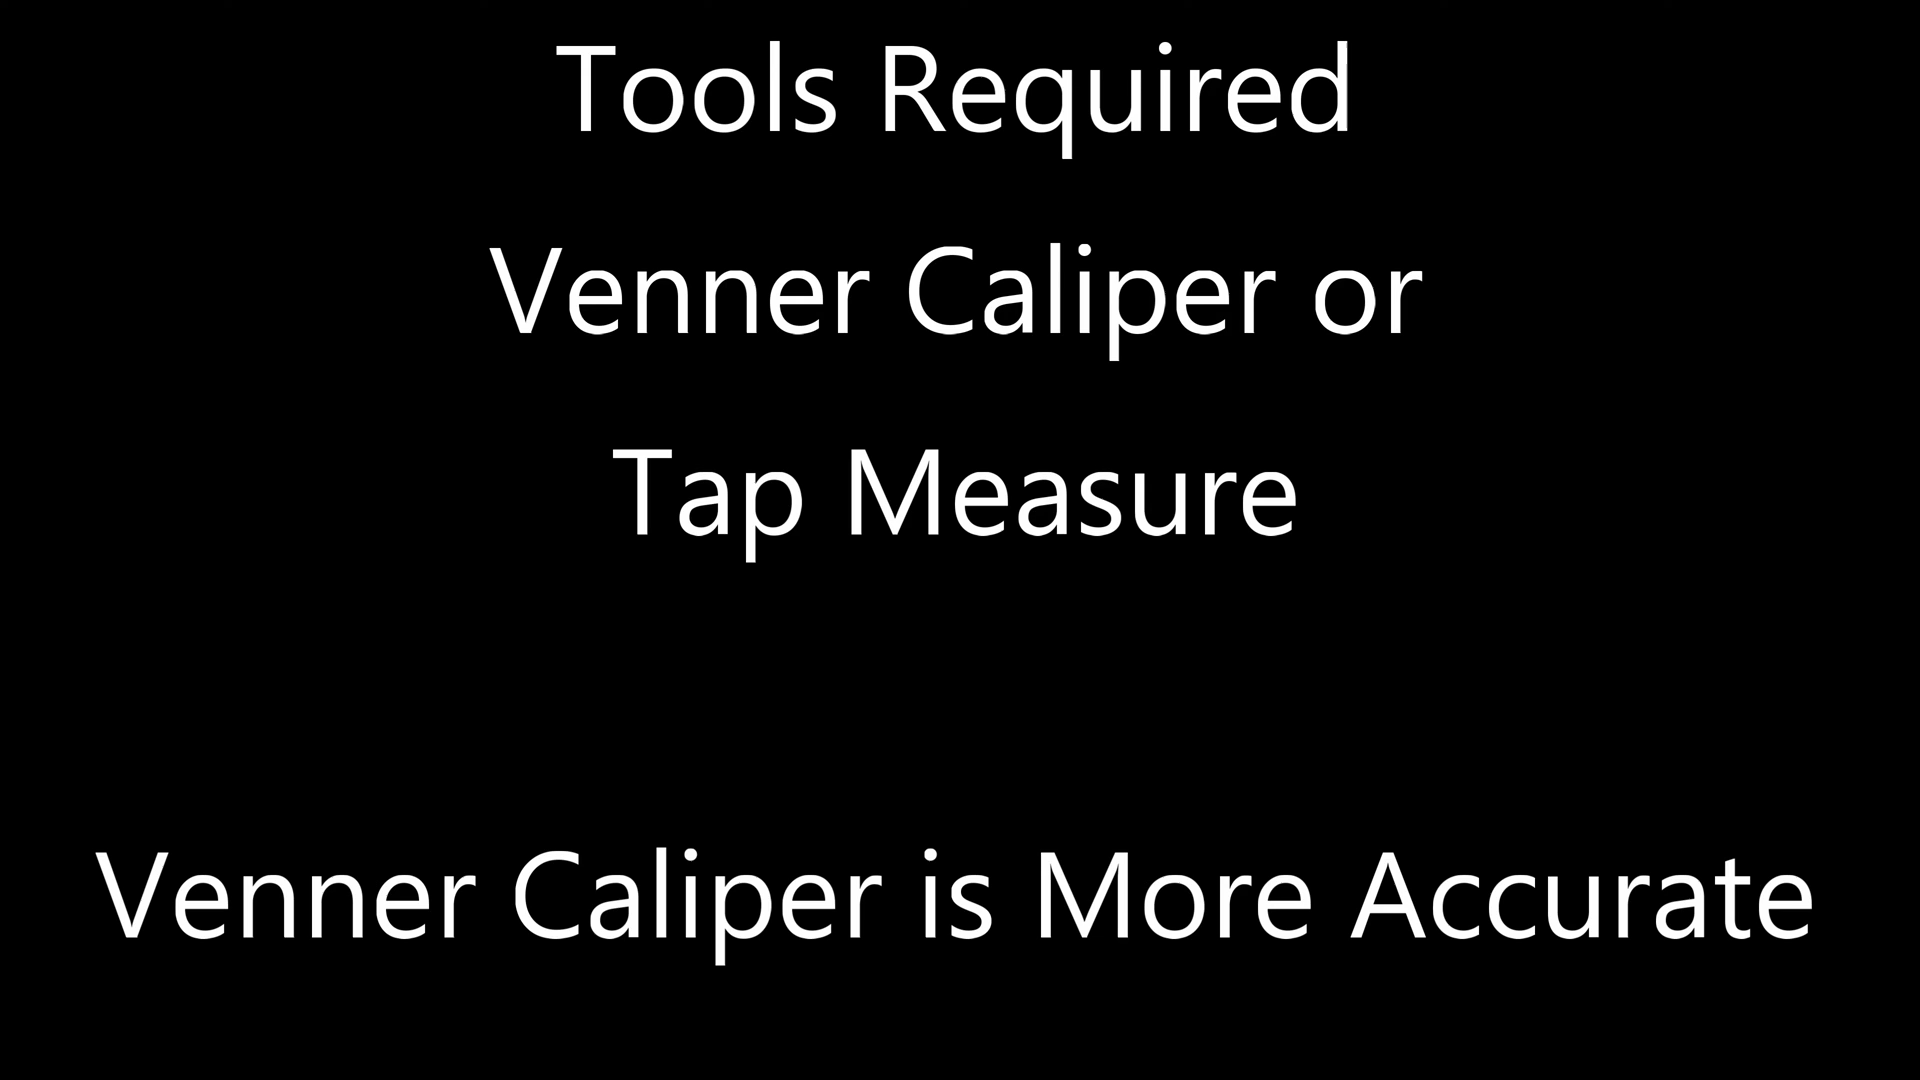 Tools Required
Venner Caliper or
Tap Measure
Venner Caliper is More Accurate